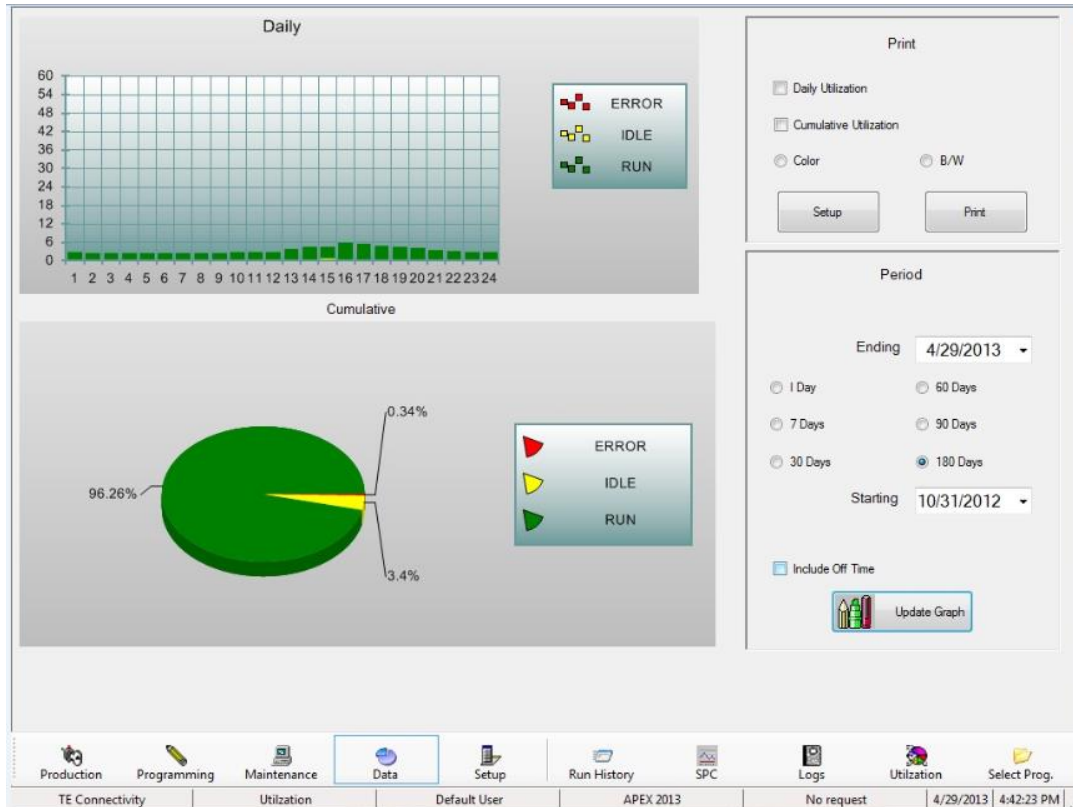 Daily
60
54
48
42
36
30
24
18
12
6
0
1 2 3 4 5 6 7 8 9 10 11 12 13 14 15 16 17 18 19 20 21 22 23 24
ERROR
IDLE
RUN
Cumulative
0.34%
96.26%
3.4%
ERROR
IDLE
RUN
Print
Daily Utilization
Cumulative Utilization
Color B/W
Setup Print
Period
Ending 4/29/2013
I Day 60 Days
7 Days 90 Days
30 Days 180 Days
Starting 10/31/2012
Include Off Time
Update Graph
Production Programming Maintenance Data Setup Run History SPC Logs Utilzation Select Prog.
TE Connectivity Utilzation Default User APEX 2013 No request 4/29/2013 4:42:23 PM